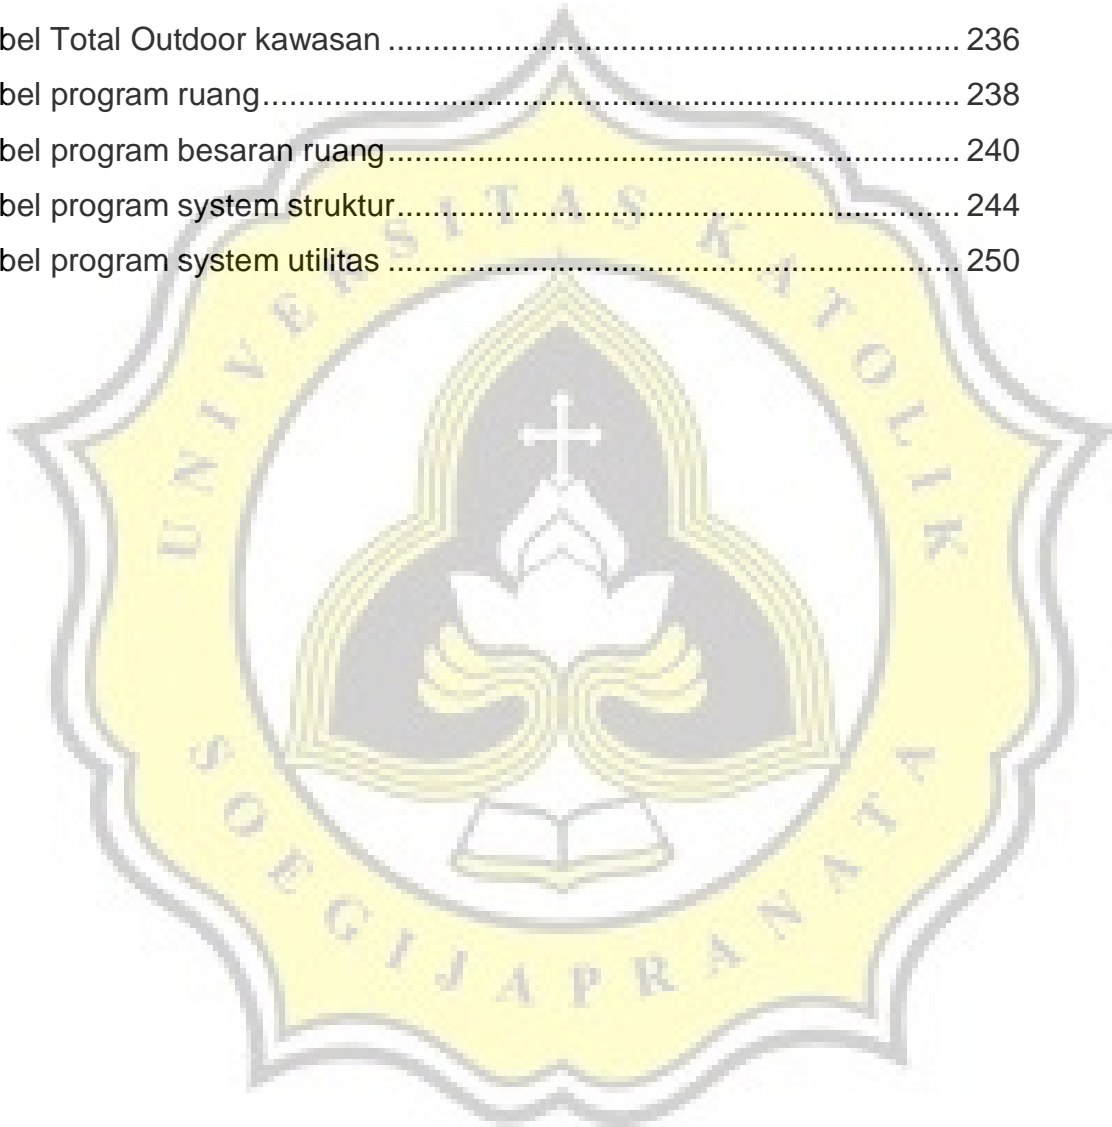 bel Total Outdoor kawasan ........................................................................ 236
bel program ruang ........................................................................ 238
bel program besaran ruang ........................................................................ 240
bel program system struktur ........................................................................ 244
bel program system utilitas ........................................................................ 250
UNIVERSITAS KATOLIK
SOEGIJAPRANATA